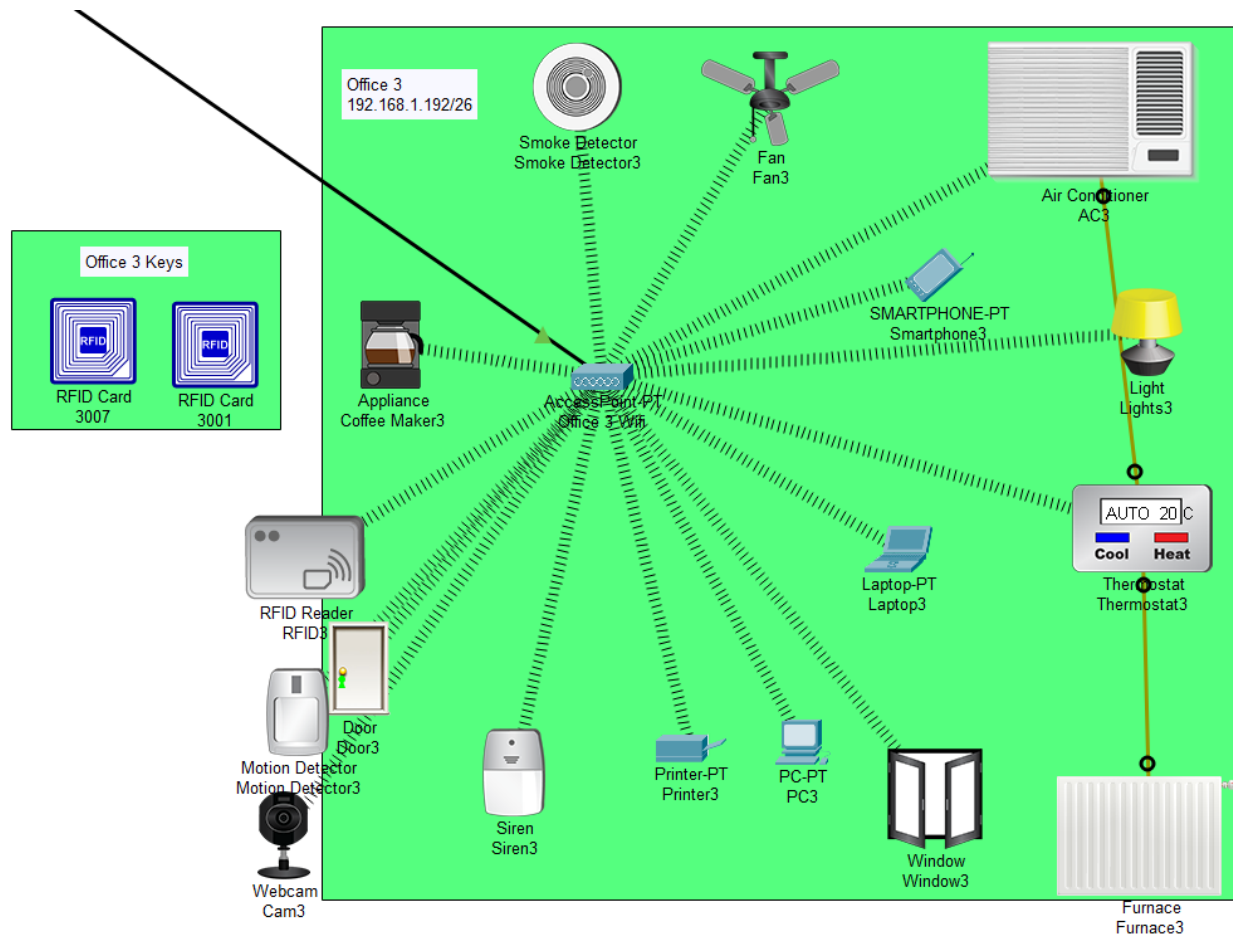 Office 3
192.168.1.192/26
Smoke Detector
Smoke Detector3
Fan
Fan3
Air Conditioner
AC3
Office 3 Keys
RFID
RFID
RFID Card
3007
RFID Card
3001
SMARTPHONE-PT
Smartphone3
Appliance
Coffee Maker3
AccessPoint-PT
Office 3 Wifi
Light
Lights3
AUTO 20 C
Cool Heat
Thermostat
Thermostat3
RFID Reader
RFID3
Laptop-PT
Laptop3
Door
Door3
Motion Detector
Motion Detector3
Siren
Siren3
Printer-PT
Printer3
PC-PT
PC3
Window
Window3
Webcam
Cam3
Furnace
Furnace3